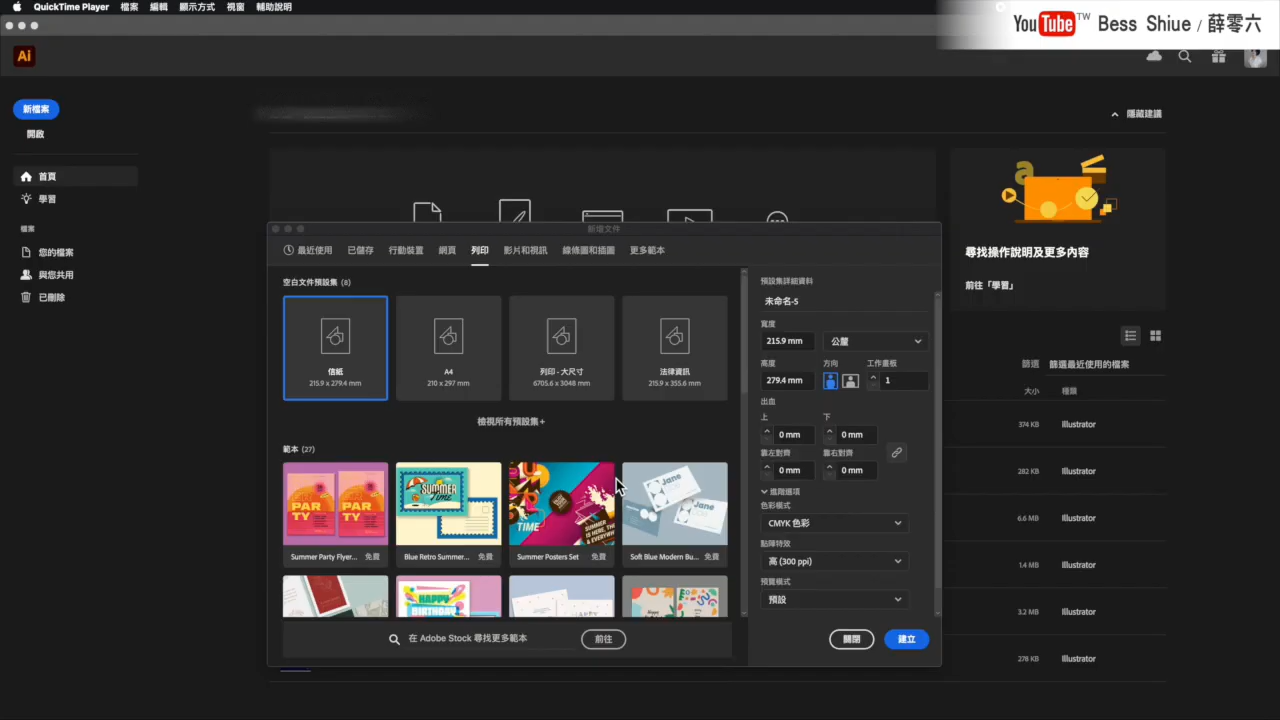 QuickTime Player 檔案 編輯 顯示方式 視窗 輔助說明
YouTube TW Bess Shiue / 薛零六
Ai
新檔案
開啟
首頁
學習
檔案
您的檔案
與您共用
已刪除
隱藏建議
尋找操作說明及更多內容
前往「學習」
篩選 篩選最近使用的檔案
大小 種類
374 KB Illustrator
282 KB Illustrator
6.6 MB Illustrator
1.4 MB Illustrator
3.2 MB Illustrator
276 KB Illustrator
新增文件
最近使用 已儲存 行動裝置 網頁 列印 影片和視訊 線條圖和插圖 更多範本
空白文件預設集 (8)
信紙
215.9 x 279.4 mm
A4
210 x 297 mm
列印 - 大尺寸
6705.6 x 3048 mm
法律資訊
215.9 x 355.6 mm
檢視所有預設集+
範本 (27)
PARTY
PARTY
SUMMER TIME
TIME
SUMMER
Jane
Jane
Summer Party Flyer... 免費
Blue Retro Summer... 免費
Summer Posters Set 免費
Soft Blue Modern Bu... 免費
HAPPY BIRTHDAY
在 Adobe Stock 尋找更多範本
前往
預設集詳細資料
未命名-5
寬度
215.9 mm 公釐
高度 方向 工作畫板
279.4 mm 1
出血
上 下
0 mm 0 mm
靠左對齊 靠右對齊
0 mm 0 mm
進階選項
色彩模式
CMYK 色彩
點陣特效
高 (300 ppi)
預覽模式
預設
關閉 建立